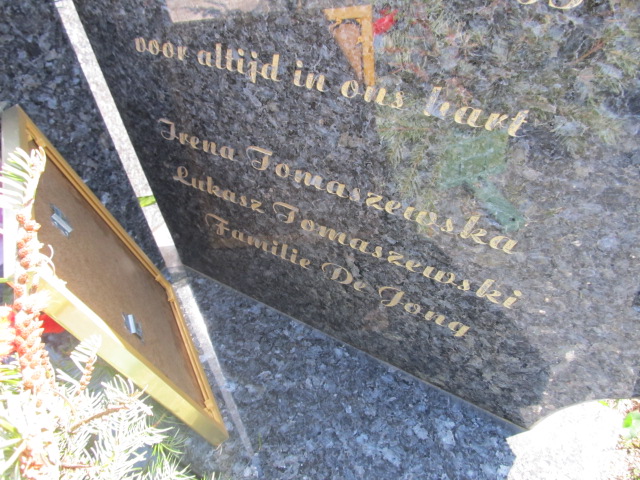 voor altijd in ons hart
Irena Tomaszewska
Lukasz Tomaszewski
Familie De Jong